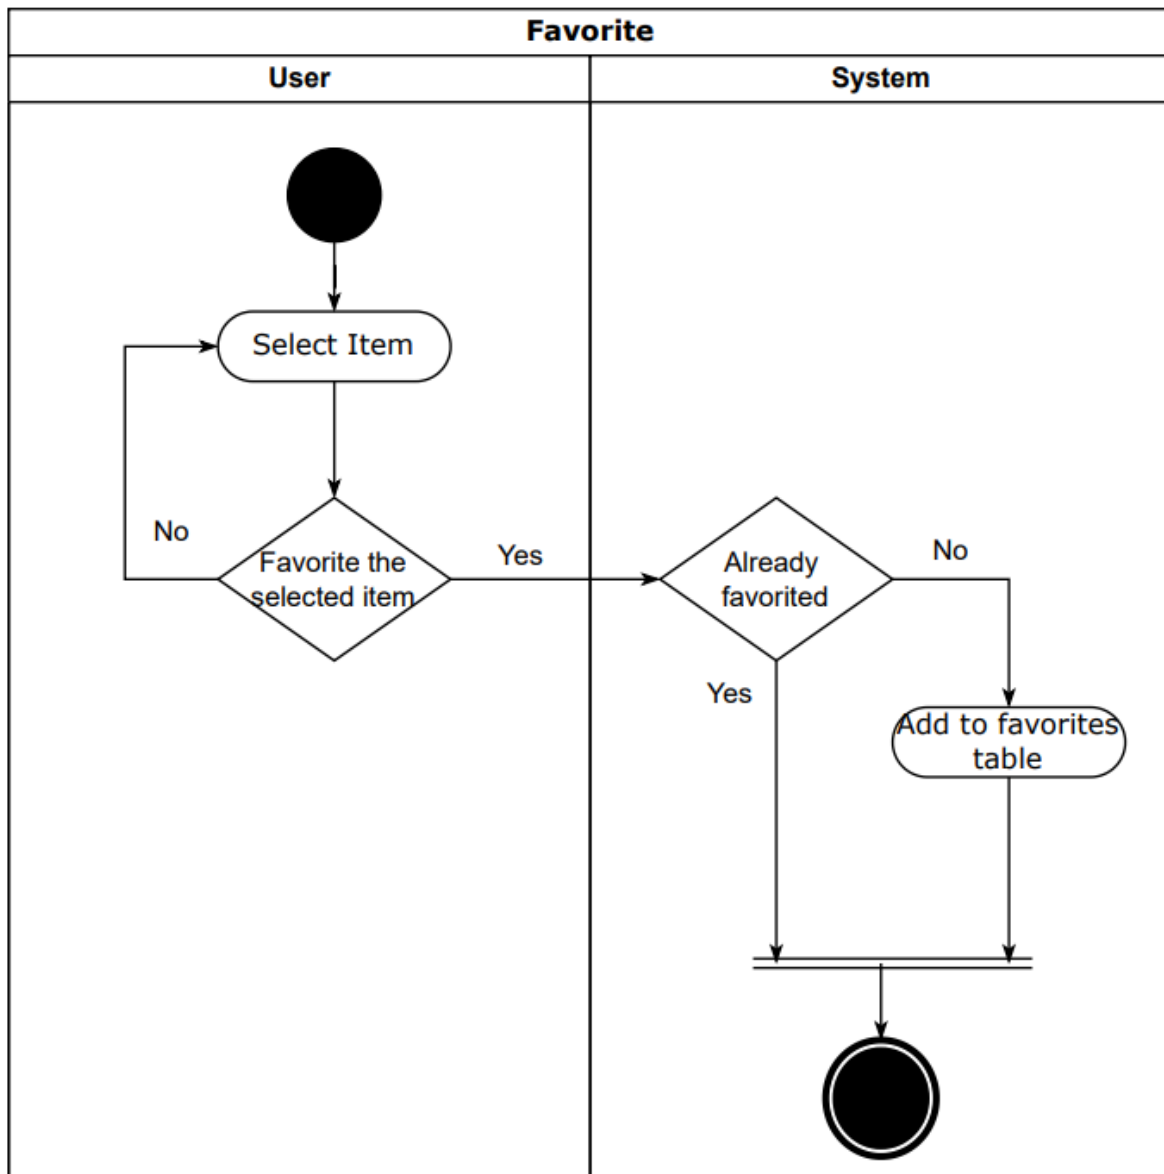 Favorite
User
System
Select Item
No
Favorite the
selected item
Yes
Already
favorited
No
Yes
Add to favorites
table